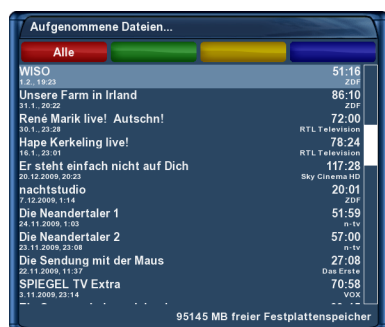 Aufgenommene Dateien...
Alle
WISO 51:16
1.2., 19:23 ZDF
Unsere Farm in Irland 86:10
31.1., 20:22 ZDF
René Marik live! Autschn! 72:00
30.1., 23:28 RTL Television
Hape Kerkeling live! 78:24
16.1., 23:01 RTL Television
Er steht einfach nicht auf Dich 117:28
20.12.2009, 20:23 Sky Cinema HD
nachtstudio 20:01
7.12.2009, 1:14 ZDF
Die Neandertaler 1 51:59
24.11.2009, 1:03 n-tv
Die Neandertaler 2 57:00
23.11.2009, 23:08 n-tv
Die Sendung mit der Maus 27:08
22.11.2009, 11:37 Das Erste
SPIEGEL TV Extra 70:58
3.11.2009, 23:14 VOX
95145 MB freier Festplattenspeicher